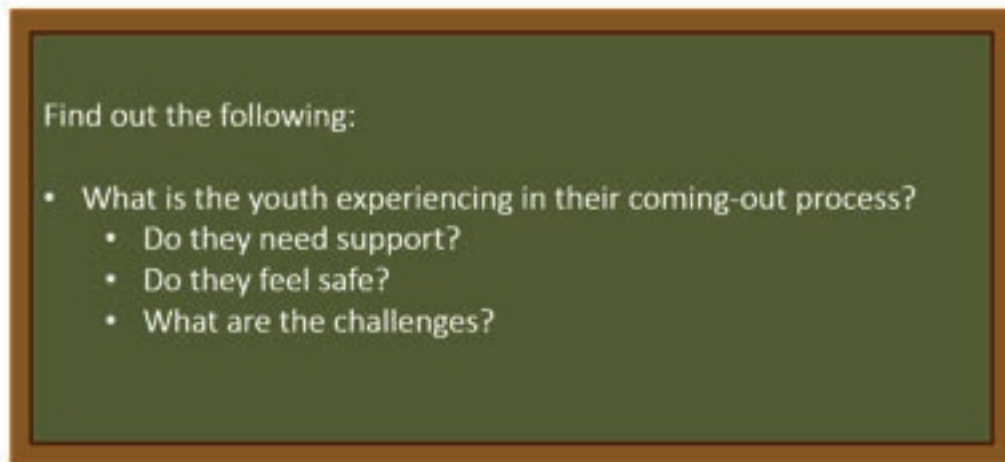 Find out the following:
• What is the youth experiencing in their coming-out process?
• Do they need support?
• Do they feel safe?
• What are the challenges?